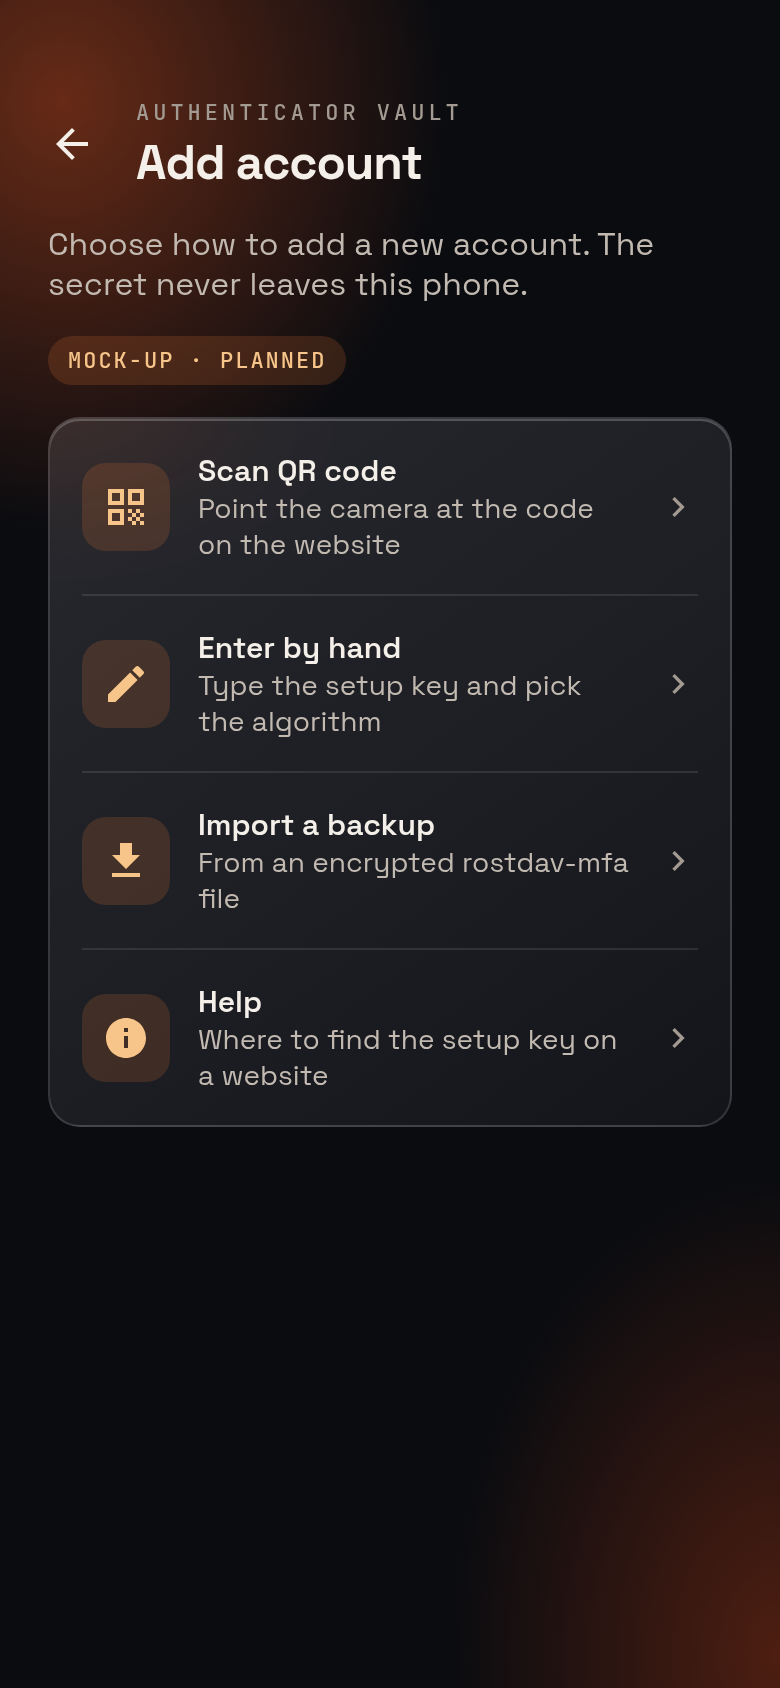 AUTHENTICATOR VAULT
Add account
Choose how to add a new account. The
secret never leaves this phone.
MOCK-UP · PLANNED
Scan QR code
Point the camera at the code
on the website
Enter by hand
Type the setup key and pick
the algorithm
Import a backup
From an encrypted rostdav-mfa
file
Help
Where to find the setup key on
a website